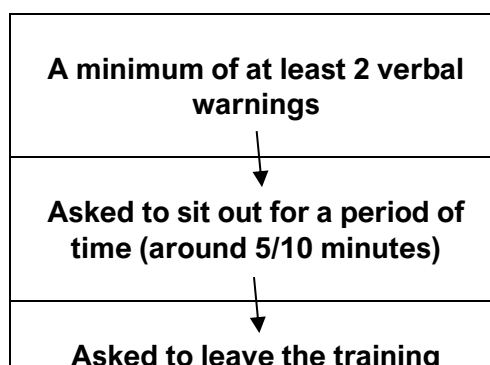 A minimum of at least 2 verbal
warnings
Asked to sit out for a period of
time (around 5/10 minutes)
Asked to leave the training